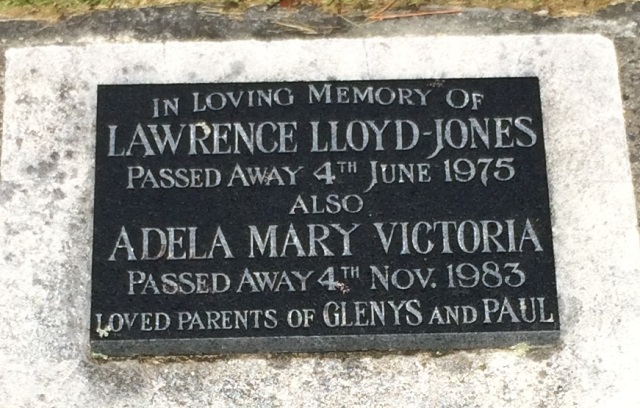 IN LOVING MEMORY OF
LAWRENCE LLOYD-JONES
PASSED AWAY 4TH JUNE 1975
ALSO
ADELA MARY VICTORIA
PASSED AWAY 4TH NOV. 1983
LOVED PARENTS OF GLENYS AND PAUL